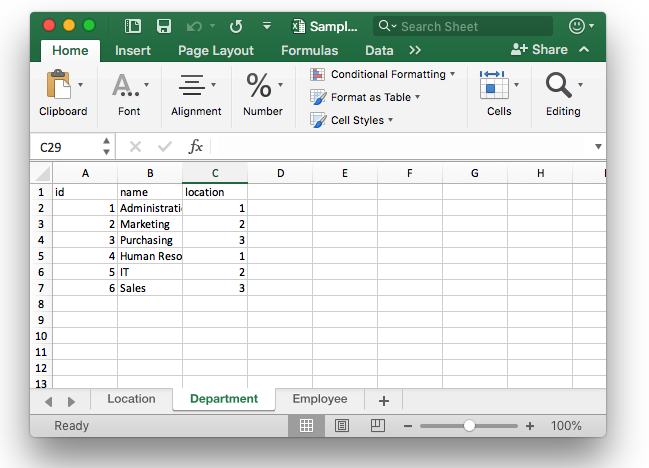 Sampl... Search Sheet
Home Insert Page Layout Formulas Data >> Share
Conditional Formatting
Format as Table
Cell Styles
Clipboard Font Alignment Number Cells Editing
C29 fx
A B C D E F G H
1 id name location
2 1 Administrati 1
3 2 Marketing 2
4 3 Purchasing 3
5 4 Human Reso 1
6 5 IT 2
7 6 Sales 3
8
9
10
11
12
13
Location Department Employee +
Ready - + 100%